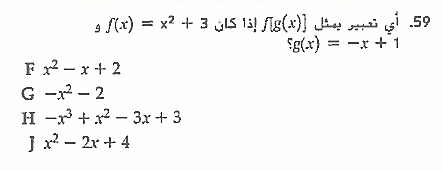 59. أي تعبير يمثل f[g(x)] إذا كان f(x) = x² + 3 و
g(x) = −x + 1؟
F x² − x + 2
G −x² − 2
H −x³ + x² − 3x + 3
J x² − 2x + 4